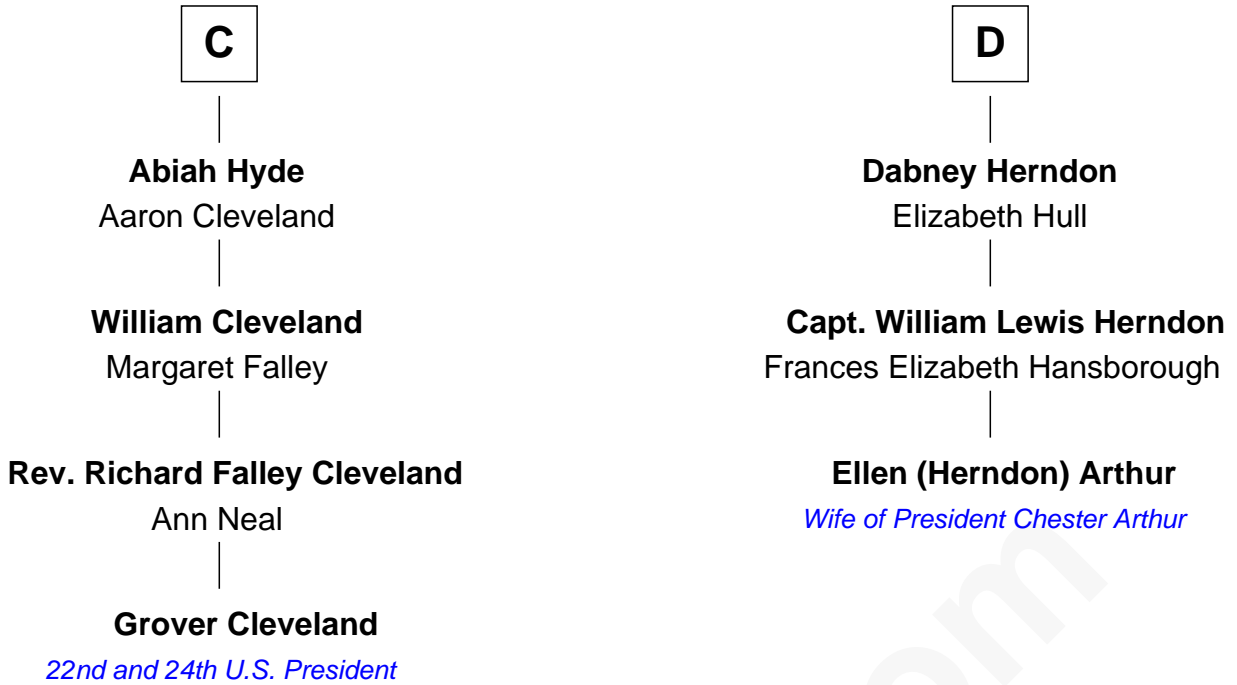 C
Abiah Hyde
Aaron Cleveland
William Cleveland
Margaret Falley
Rev. Richard Falley Cleveland
Ann Neal
Grover Cleveland
22nd and 24th U.S. President
D
Dabney Herndon
Elizabeth Hull
Capt. William Lewis Herndon
Frances Elizabeth Hansborough
Ellen (Herndon) Arthur
Wife of President Chester Arthur
om